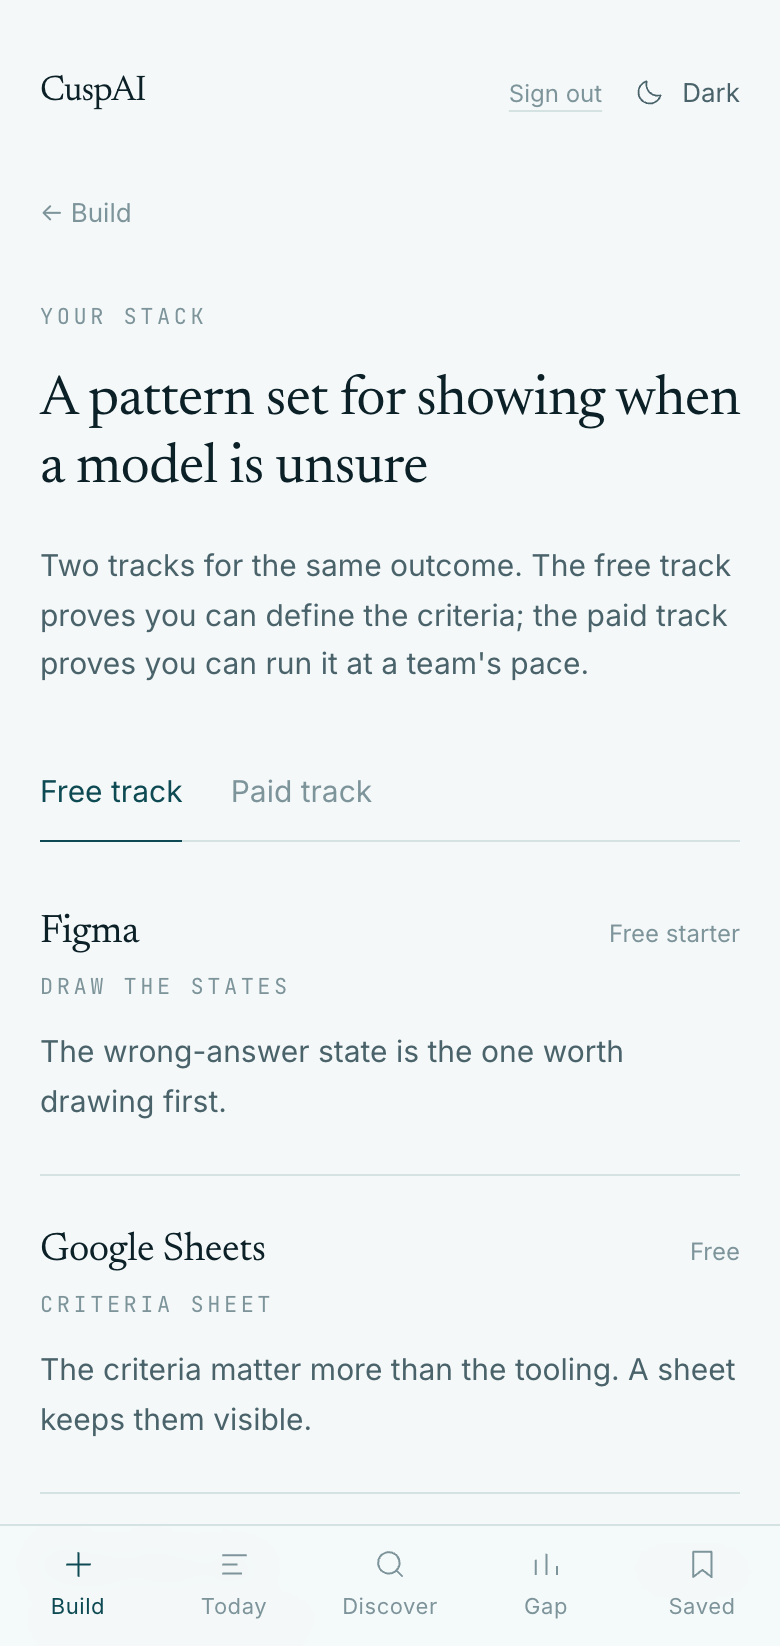 CuspAI
Sign out
Dark
← Build
YOUR STACK
A pattern set for showing when
a model is unsure
Two tracks for the same outcome. The free track
proves you can define the criteria; the paid track
proves you can run it at a team's pace.
Free track
Paid track
Figma
Free starter
DRAW THE STATES
The wrong-answer state is the one worth
drawing first.
Google Sheets
Free
CRITERIA SHEET
The criteria matter more than the tooling. A sheet
keeps them visible.
Build
Today
Discover
Gap
Saved